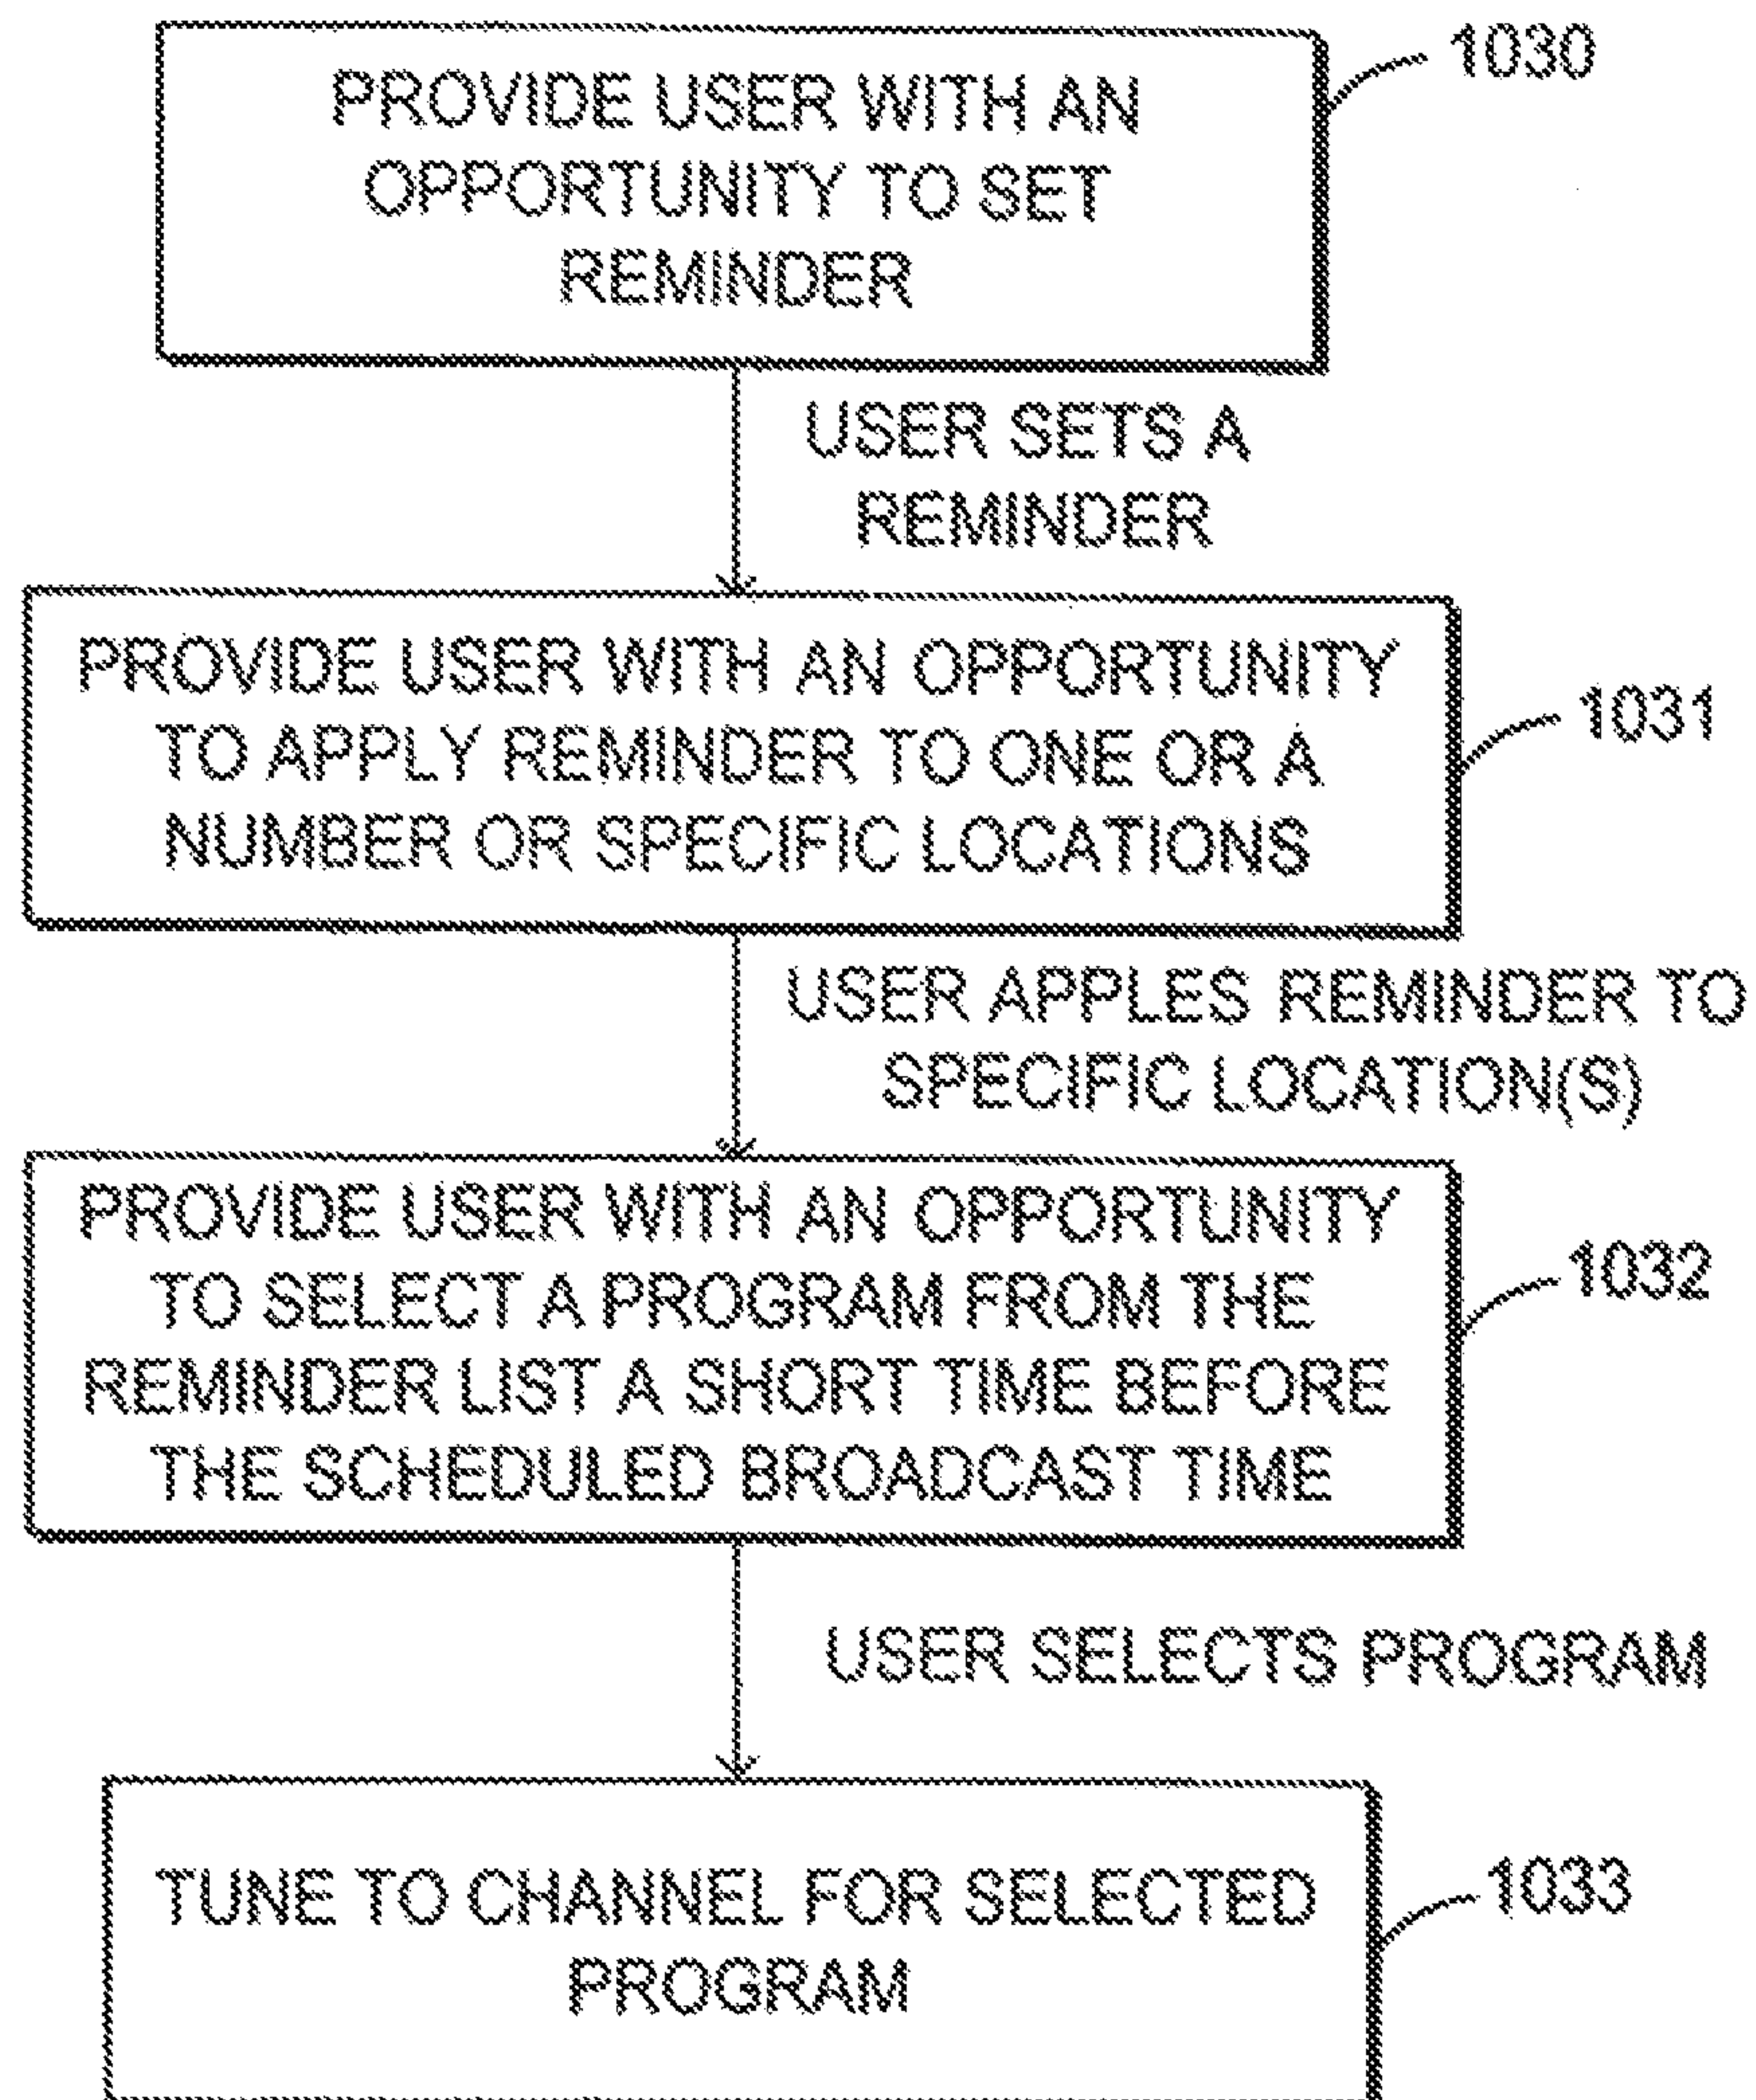 PROVIDE USER WITH AN
OPPORTUNITY TO SET
REMINDER
1030
USER SETS A
REMINDER
PROVIDE USER WITH AN OPPORTUNITY
TO APPLY REMINDER TO ONE OR A
NUMBER OR SPECIFIC LOCATIONS
1031
USER APPLES REMINDER TO
SPECIFIC LOCATION(S)
PROVIDE USER WITH AN OPPORTUNITY
TO SELECT A PROGRAM FROM THE
REMINDER LIST A SHORT TIME BEFORE
THE SCHEDULED BROADCAST TIME
1032
USER SELECTS PROGRAM
TUNE TO CHANNEL FOR SELECTED
PROGRAM
1033